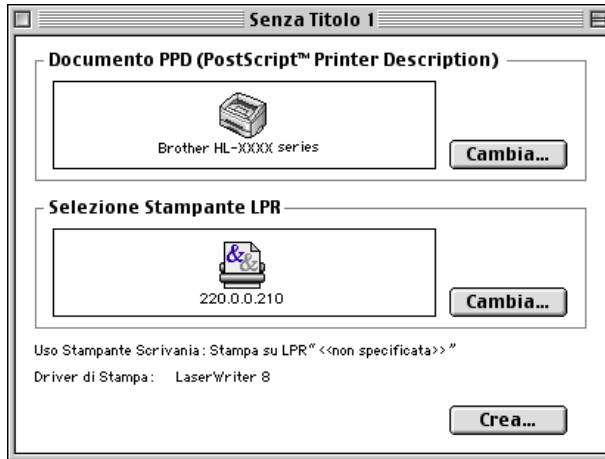 Senza Titolo 1
Documento PPD (PostScript™ Printer Description)
Brother HL-XXXX series
Cambia...
Selezione Stampante LPR
&&
220.0.0.210
Cambia...
Uso Stampante Scrivania: Stampa su LPR“ <<non specificata>> ”
Driver di Stampa: LaserWriter 8
Crea...